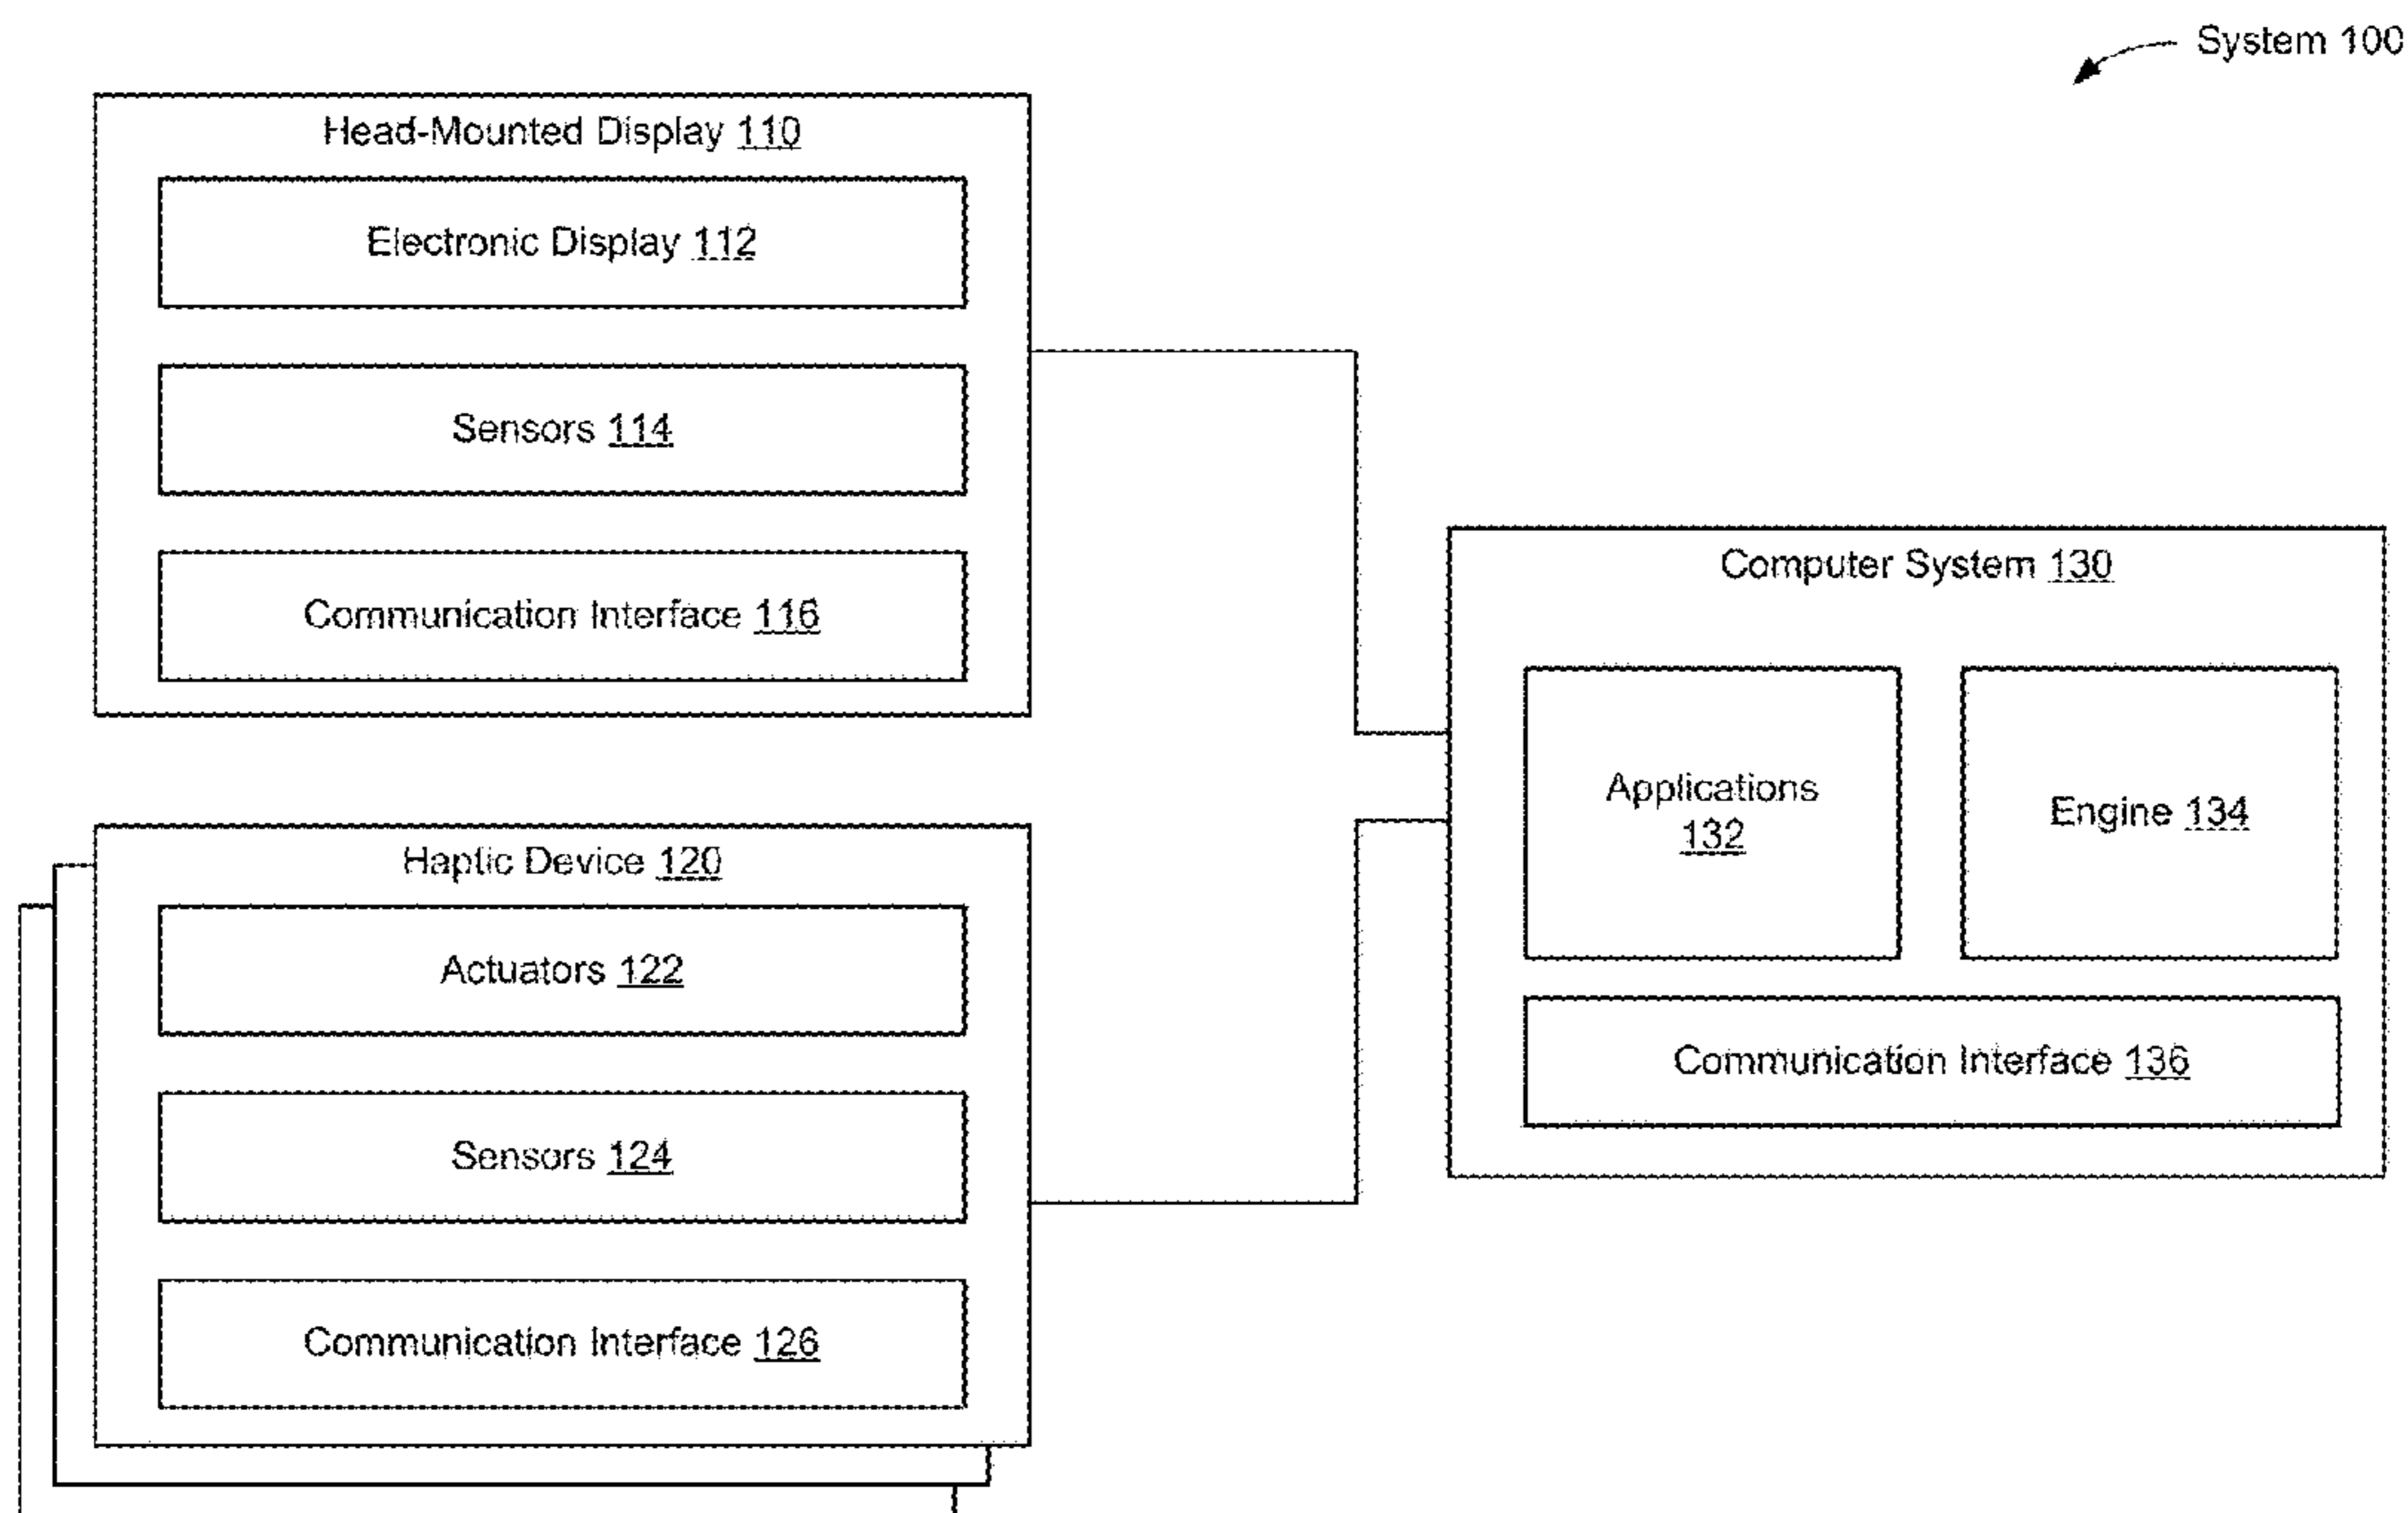 System 100
Head-Mounted Display 110
Electronic Display 112
Sensors 114
Communication Interface 116
Haptic Device 120
Actuators 122
Sensors 124
Communication Interface 126
Computer System 130
Applications
132
Engine 134
Communication Interface 136